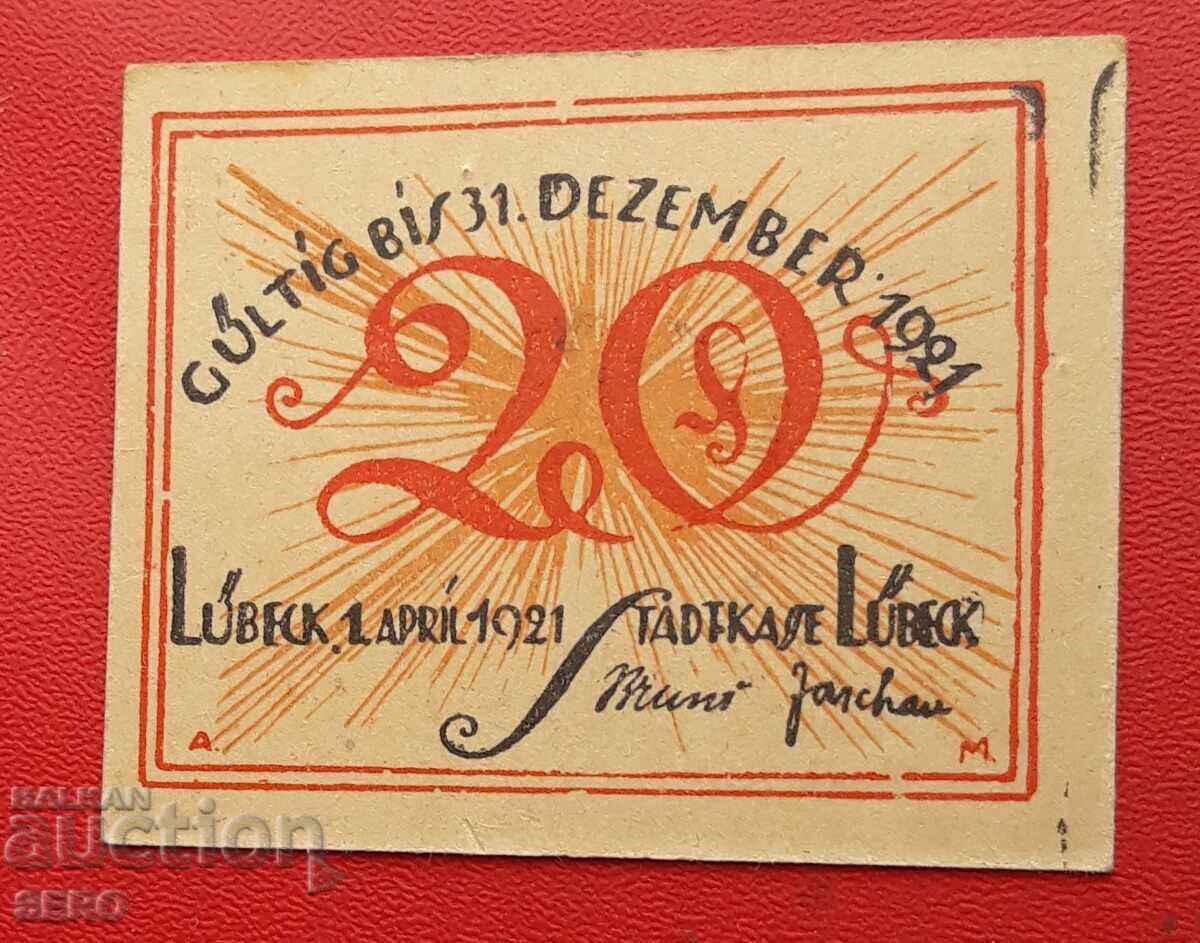 GÜLTIG BIS 31. DEZEMBER 1921
20
LÜBECK, 1. APRIL 1921 STADTKASSE LÜBECK
A. M.
BALKAN
auction
SERO